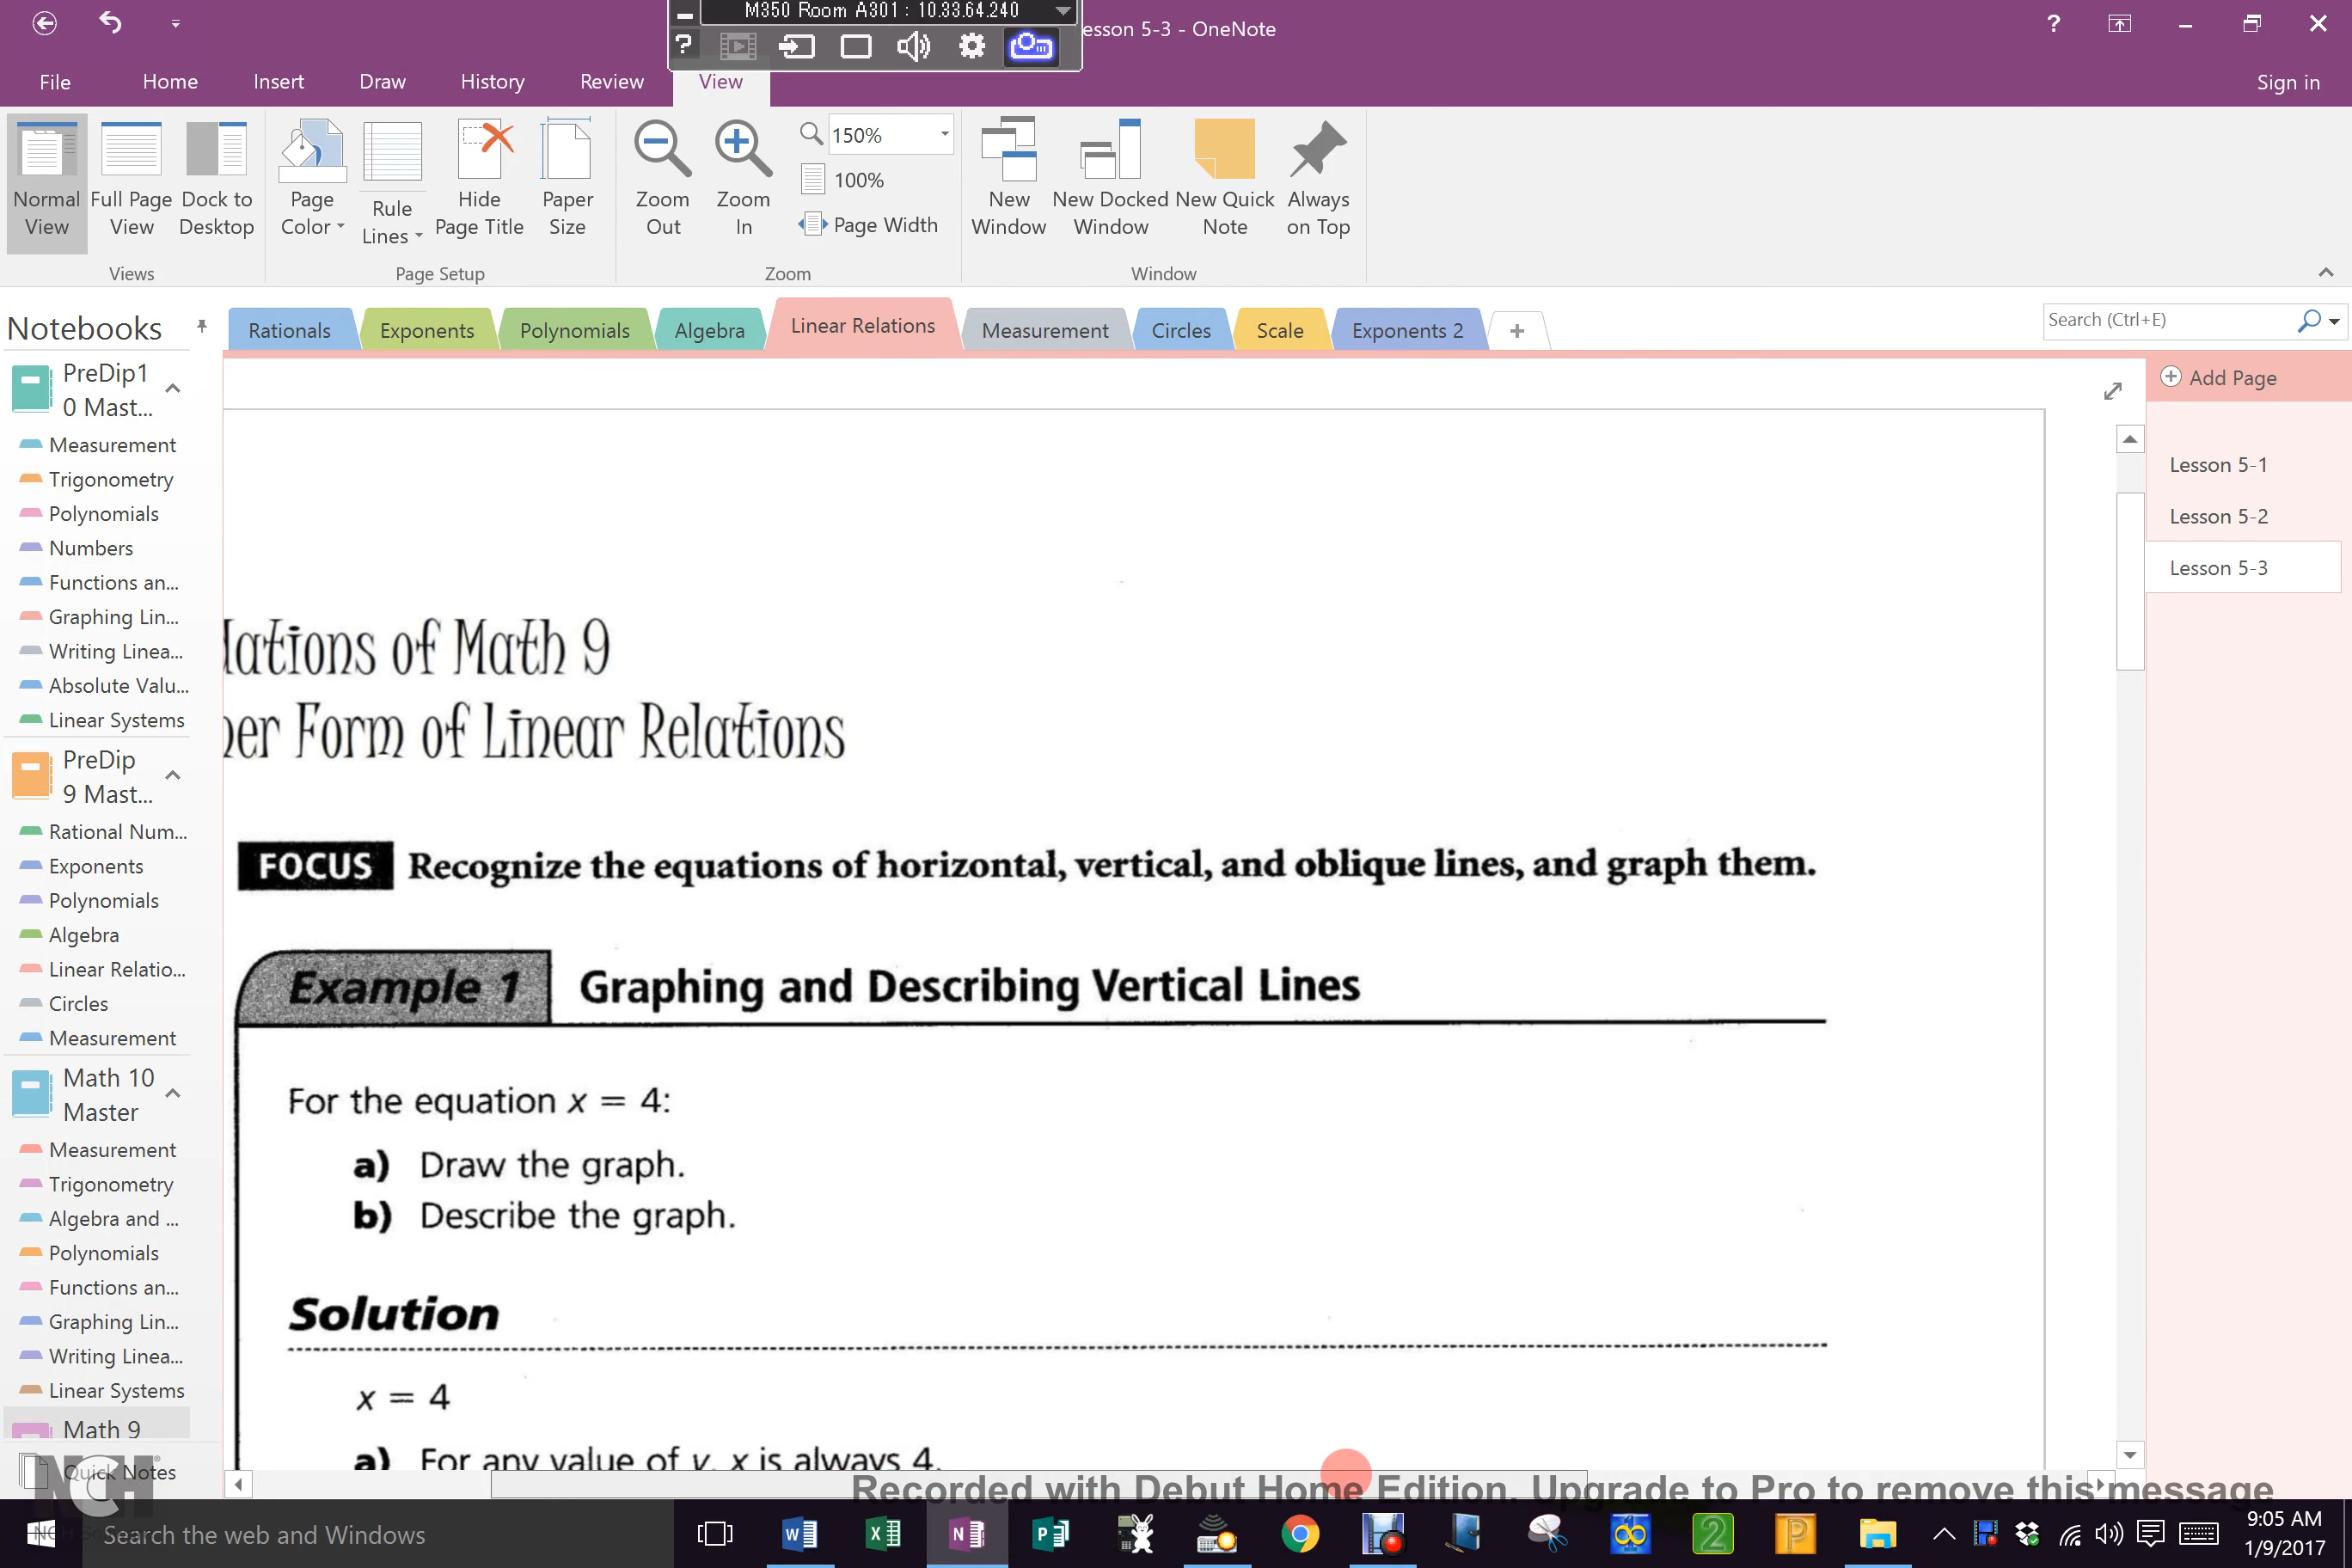 M350 Room A301 : 10.33.64.240
esson 5-3 - OneNote
?
File Home Insert Draw History Review View Sign in
Normal View
Full Page View
Dock to Desktop
Views
Page Color
Rule Lines
Hide Page Title
Paper Size
Page Setup
Zoom Out
Zoom In
150%
100%
Page Width
Zoom
New Window
New Docked Window
New Quick Note
Always on Top
Window
Notebooks
Rationals Exponents Polynomials Algebra Linear Relations Measurement Circles Scale Exponents 2 +
Search (Ctrl+E)
PreDip1
0 Mast...
Measurement
Trigonometry
Polynomials
Numbers
Functions an...
Graphing Lin...
Writing Linea...
Absolute Valu...
Linear Systems
PreDip
9 Mast...
Rational Num...
Exponents
Polynomials
Algebra
Linear Relatio...
Circles
Measurement
Math 10
Master
Measurement
Trigonometry
Algebra and ...
Polynomials
Functions an...
Graphing Lin...
Writing Linea...
Linear Systems
Math 9
Quick Notes
Add Page
Lesson 5-1
Lesson 5-2
Lesson 5-3
lations of Math 9
her Form of Linear Relations
FOCUS Recognize the equations of horizontal, vertical, and oblique lines, and graph them.
Example 1 Graphing and Describing Vertical Lines
For the equation x = 4:
a) Draw the graph.
b) Describe the graph.
Solution
x = 4
a) For any value of y, x is always 4.
Recorded with Debut Home Edition. Upgrade to Pro to remove this message
NCH
Search the web and Windows
9:05 AM
1/9/2017